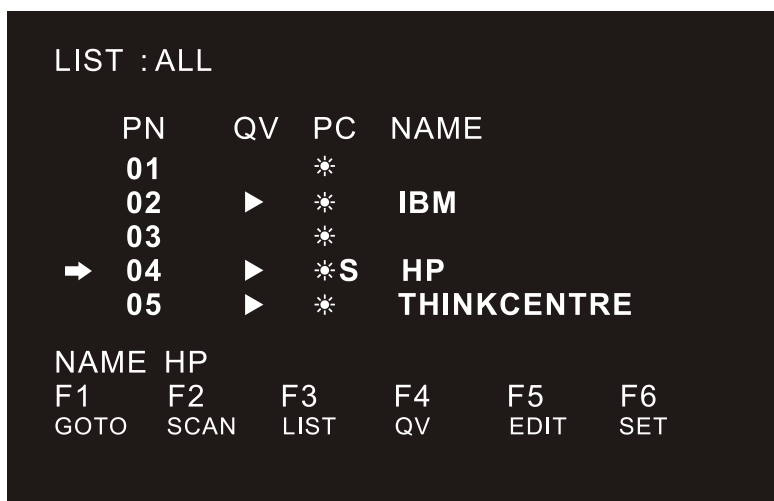 LIST : ALL
PN QV PC NAME
01 ☀
02 ▶ ☀ IBM
03 ☀
➡ 04 ▶ ☀S HP
05 ▶ ☀ THINKCENTRE
NAME HP
F1 F2 F3 F4 F5 F6
GOTO SCAN LIST QV EDIT SET